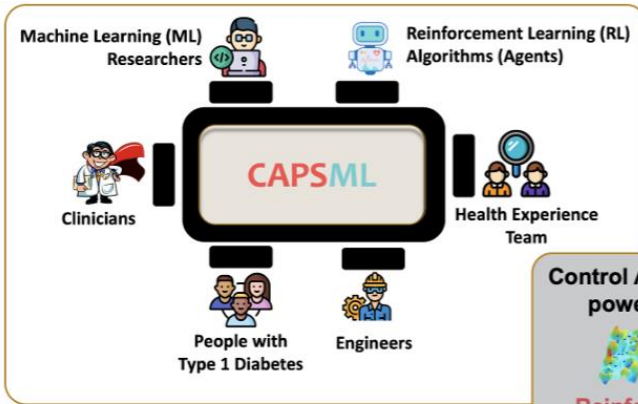 Machine Learning (ML)
Researchers
Reinforcement Learning (RL)
Algorithms (Agents)
CAPSML
Clinicians
Health Experience
Team
People with
Type 1 Diabetes
Engineers
Control